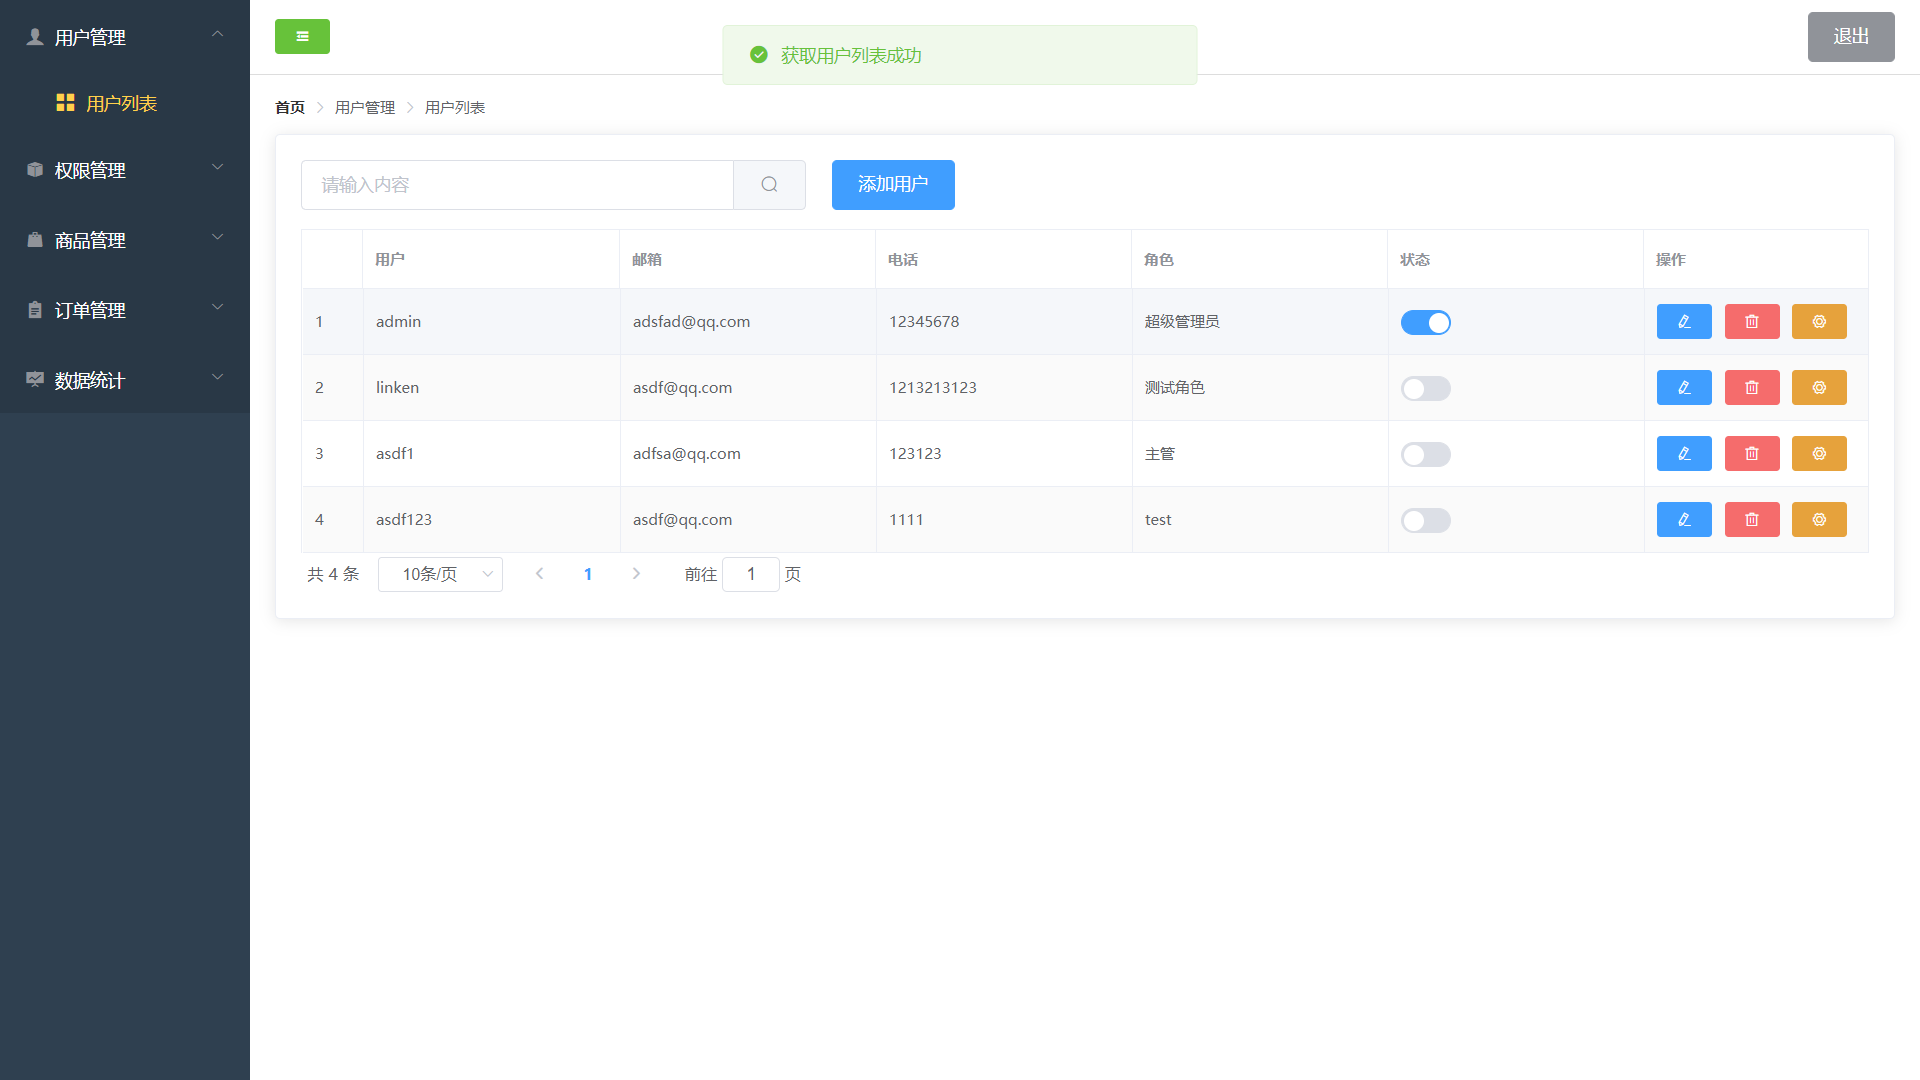 用户管理
用户列表
权限管理
商品管理
订单管理
数据统计
获取用户列表成功
退出
首页 用户管理 用户列表
请输入内容 添加用户
用户 邮箱 电话 角色 状态 操作
1 admin adsfad@qq.com 12345678 超级管理员
2 linken asdf@qq.com 1213213123 测试角色
3 asdf1 adfsa@qq.com 123123 主管
4 asdf123 asdf@qq.com 1111 test
共 4 条 10条/页 1 前往 1 页